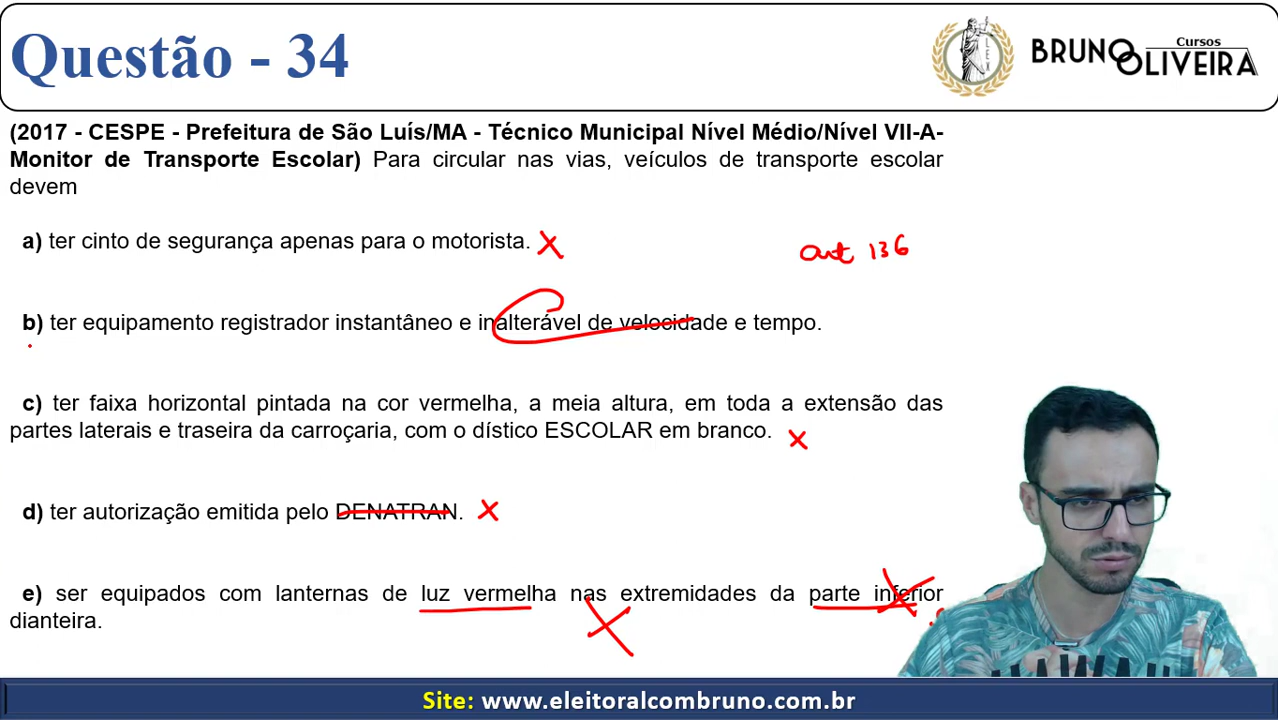 Questão - 34
Cursos
BRUNO
OLIVEIRA
LEX
(2017 - CESPE - Prefeitura de São Luís/MA - Técnico Municipal Nível Médio/Nível VII-A-
Monitor de Transporte Escolar) Para circular nas vias, veículos de transporte escolar
devem
a) ter cinto de segurança apenas para o motorista.
art 136
b) ter equipamento registrador instantâneo e inalterável de velocidade e tempo.
c) ter faixa horizontal pintada na cor vermelha, a meia altura, em toda a extensão das
partes laterais e traseira da carroçaria, com o dístico ESCOLAR em branco.
d) ter autorização emitida pelo DENATRAN.
e) ser equipados com lanternas de luz vermelha nas extremidades da parte inferior
dianteira.
Site: www.eleitoralcombruno.com.br